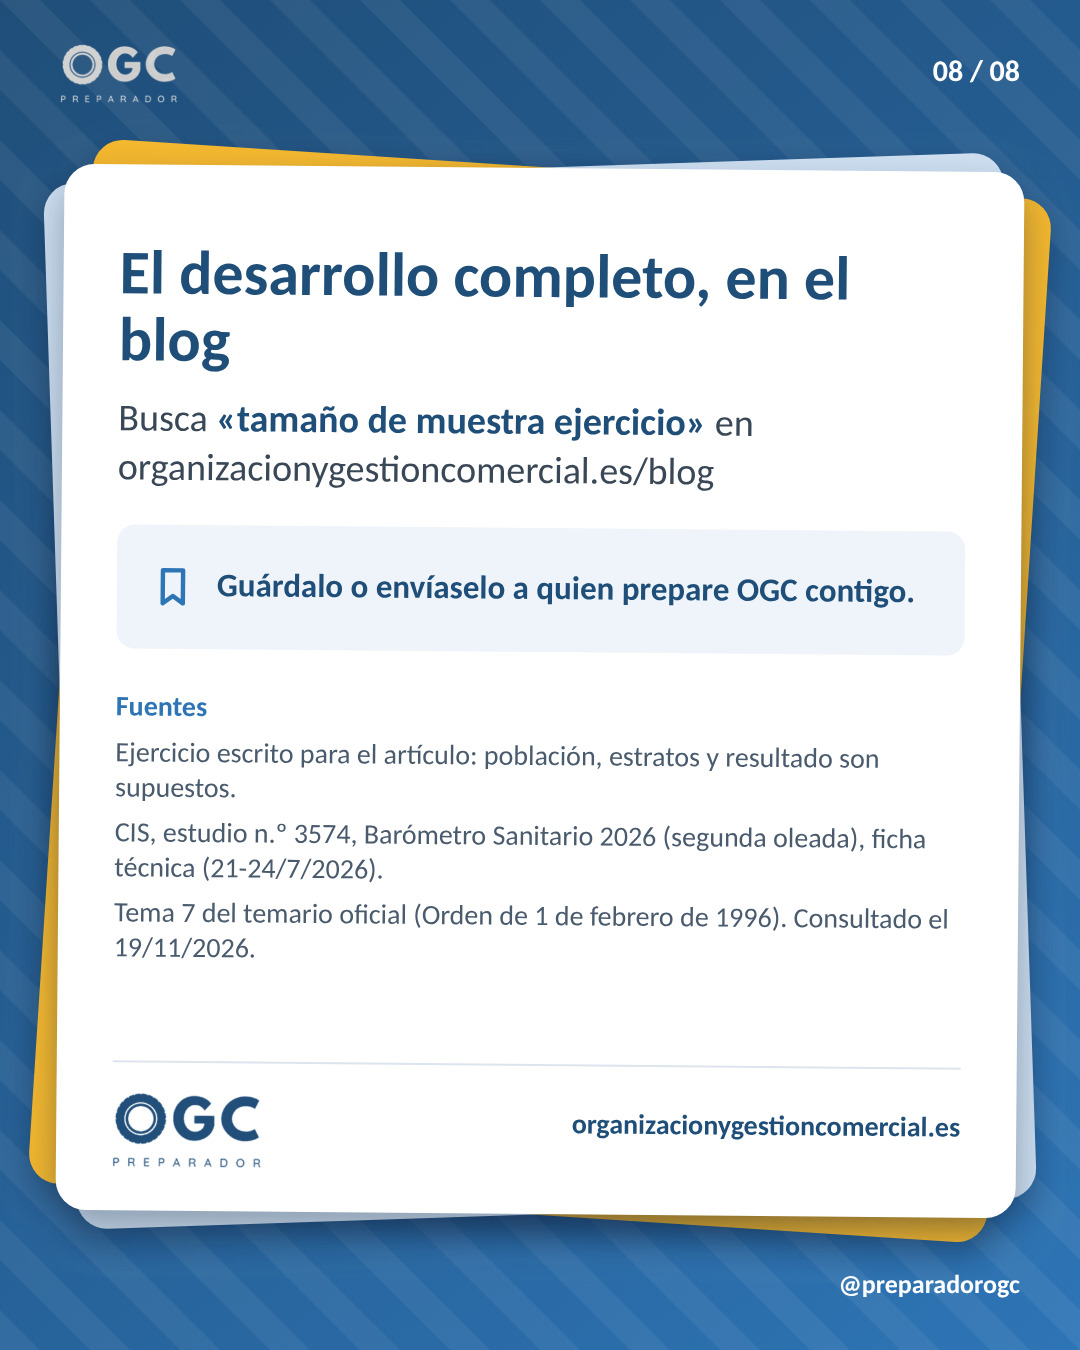 OGC
PREPARADOR
08 / 08
El desarrollo completo, en el
blog
Busca «tamaño de muestra ejercicio» en
organizacionygestioncomercial.es/blog
Guárdalo o envíaselo a quien prepare OGC contigo.
Fuentes
Ejercicio escrito para el artículo: población, estratos y resultado son
supuestos.
CIS, estudio n.º 3574, Barómetro Sanitario 2026 (segunda oleada), ficha
técnica (21-24/7/2026).
Tema 7 del temario oficial (Orden de 1 de febrero de 1996). Consultado el
19/11/2026.
OGC
PREPARADOR
organizacionygestioncomercial.es
@preparadorogc